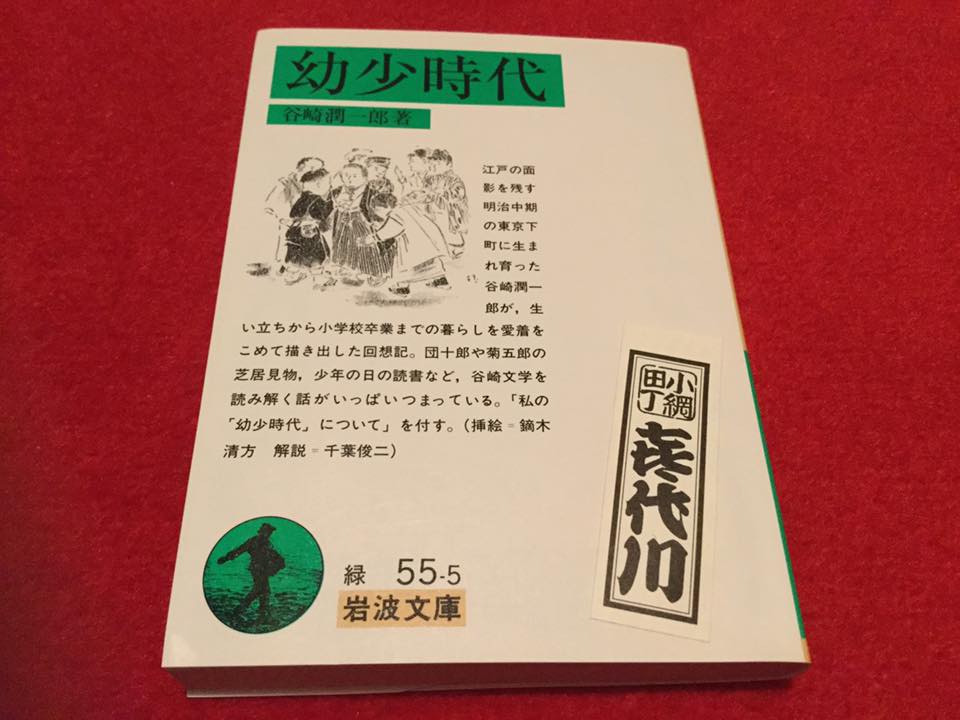 幼少時代
谷崎潤一郎著
江戸の面
影を残す
明治中期
の東京下
町に生ま
れ育った
谷崎潤一
郎が，生
い立ちから小学校卒業までの暮らしを愛着を
こめて描き出した回想記。団十郎や菊五郎の
芝居見物，少年の日の読書など，谷崎文学を
読み解く話がいっぱいつまっている。「私の
「幼少時代」について」を付す。（挿絵＝鏑木
清方　解説＝千葉俊二）
緑 55-5
岩波文庫
小網
町
喜代川